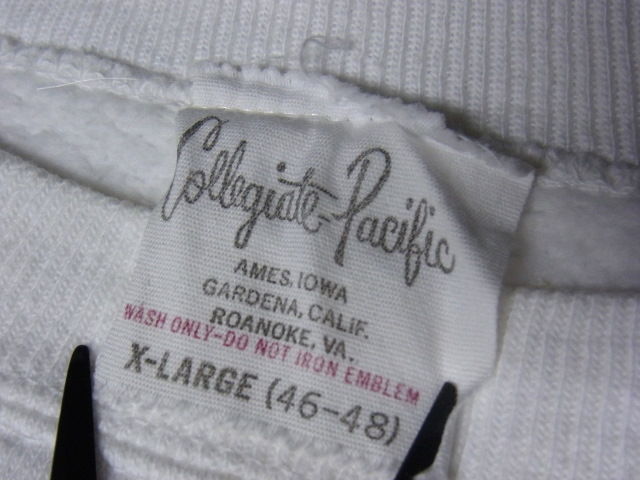 Collegiate-Pacific
AMES, IOWA
GARDENA, CALIF.
ROANOKE, VA.
WASH ONLY-DO NOT IRON EMBLEM
X-LARGE (46-48)